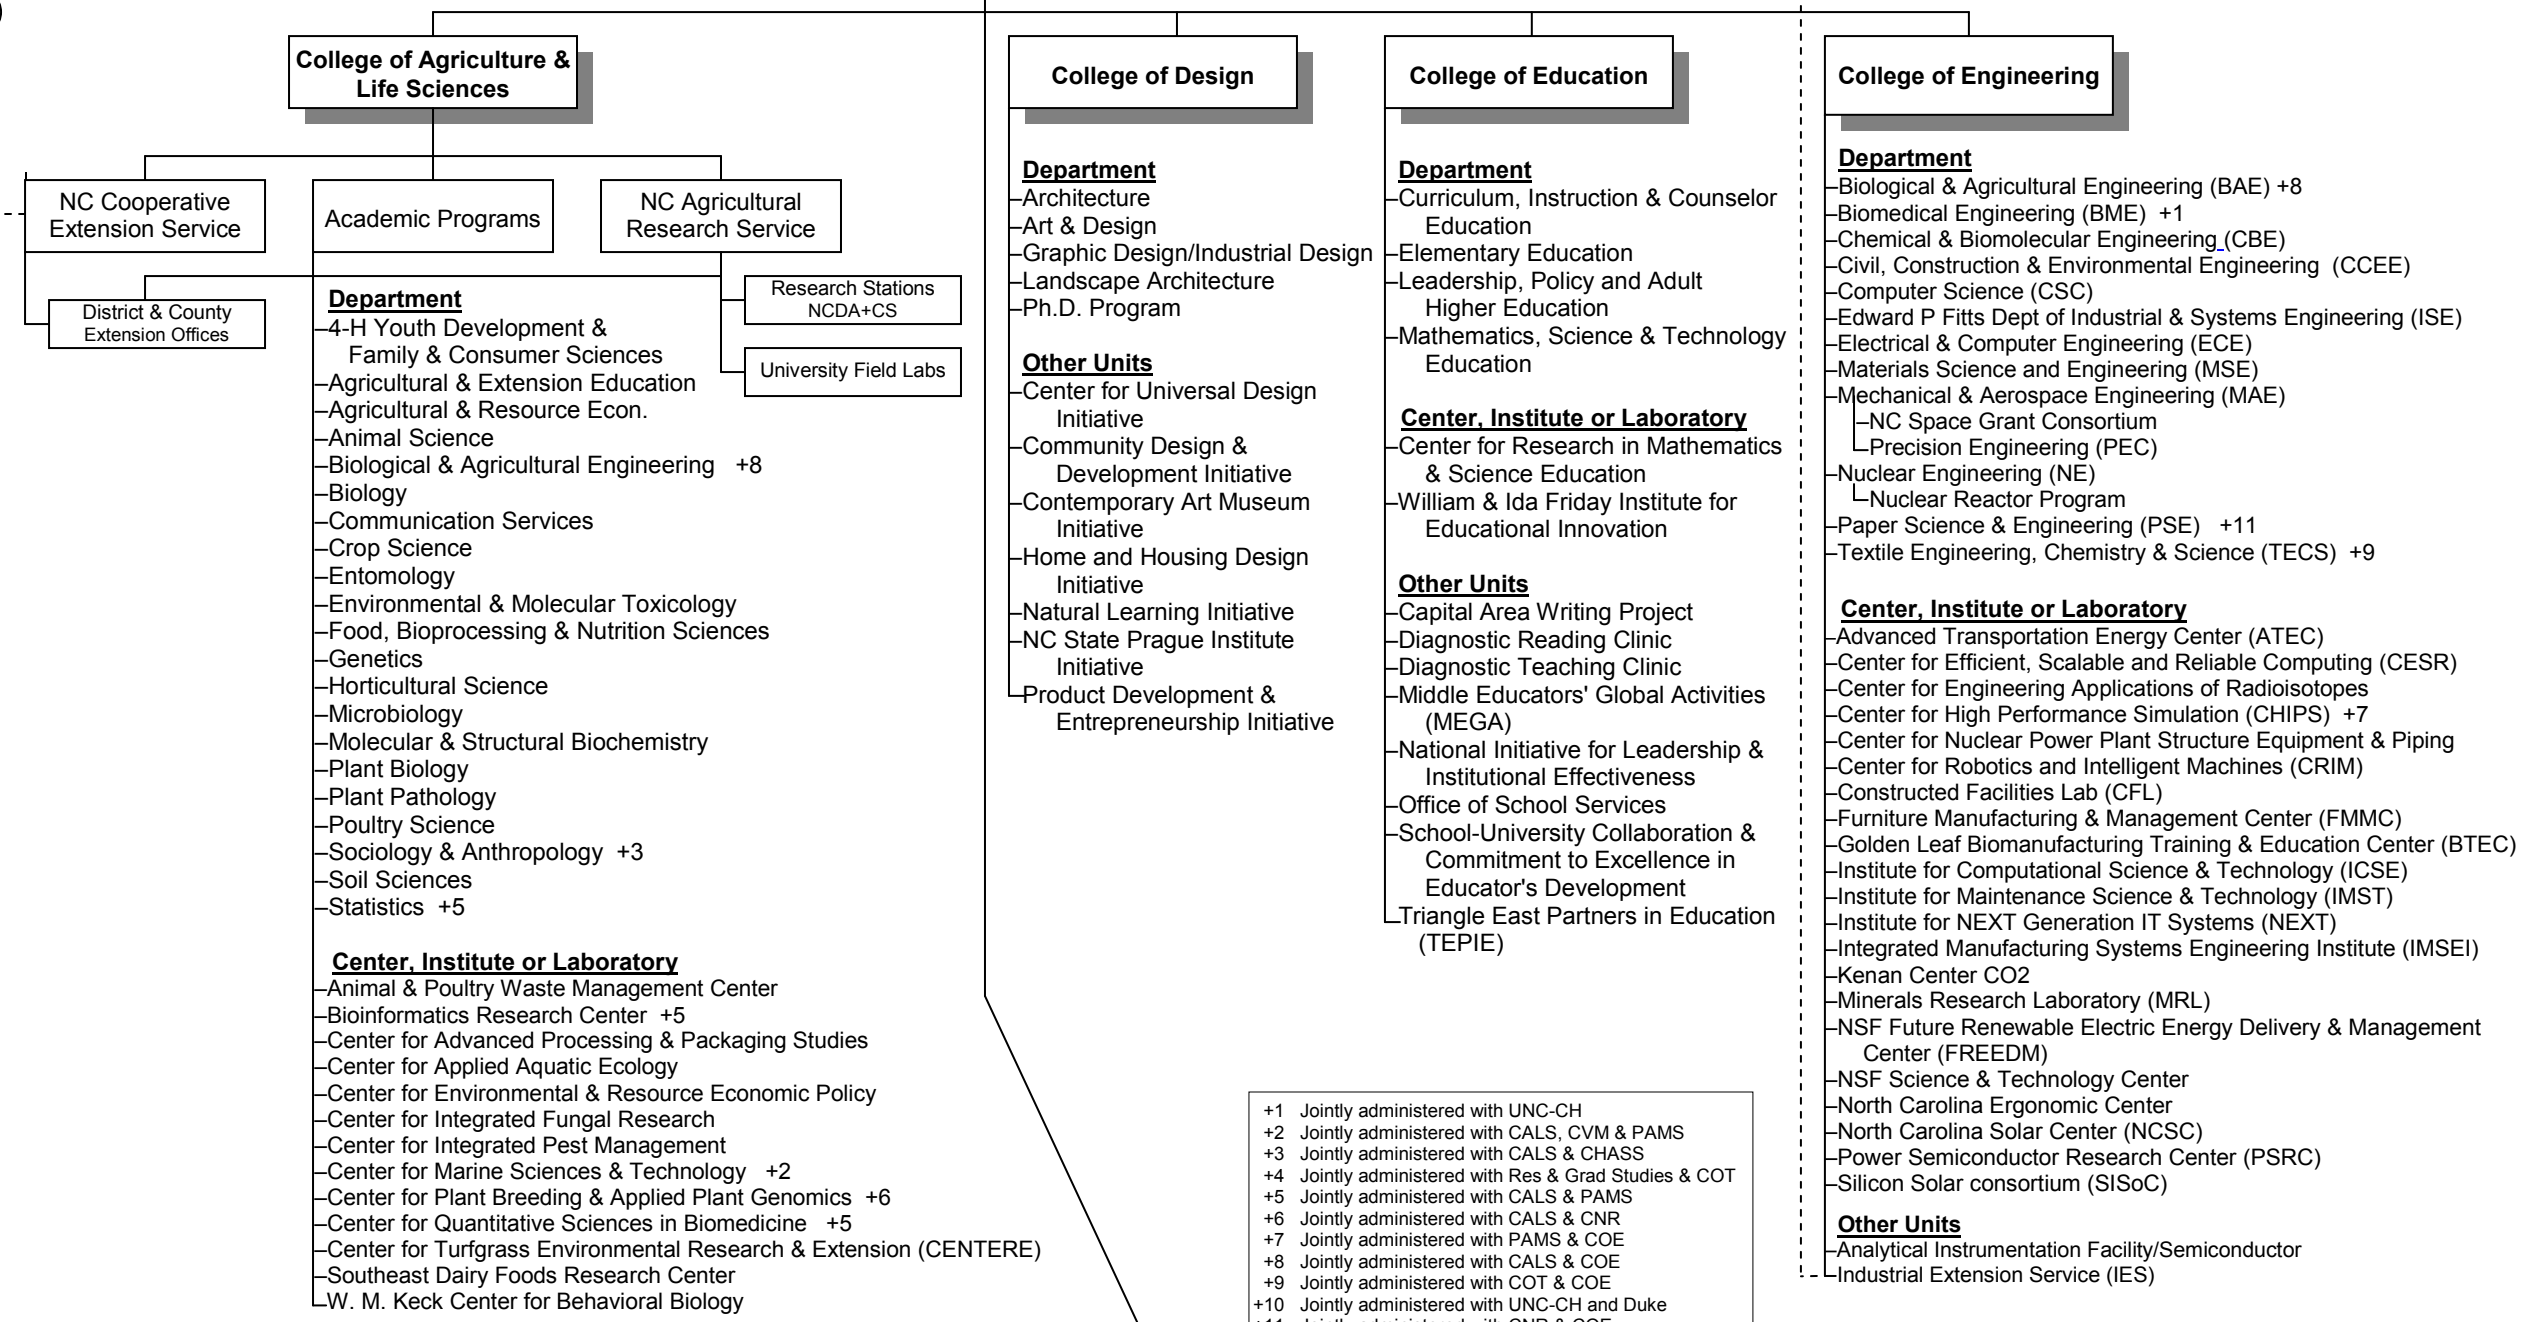 )
College of Agriculture &
Life Sciences
NC Cooperative
Extension Service
Academic Programs
NC Agricultural
Research Service
District & County
Extension Offices
Research Stations
NCDA+CS
University Field Labs
Department
4-H Youth Development &
Family & Consumer Sciences
Agricultural & Extension Education
Agricultural & Resource Econ.
Animal Science
Biological & Agricultural Engineering +8
Biology
Communication Services
Crop Science
Entomology
Environmental & Molecular Toxicology
Food, Bioprocessing & Nutrition Sciences
Genetics
Horticultural Science
Microbiology
Molecular & Structural Biochemistry
Plant Biology
Plant Pathology
Poultry Science
Sociology & Anthropology +3
Soil Sciences
Statistics +5
Center, Institute or Laboratory
Animal & Poultry Waste Management Center
Bioinformatics Research Center +5
Center for Advanced Processing & Packaging Studies
Center for Applied Aquatic Ecology
Center for Environmental & Resource Economic Policy
Center for Integrated Fungal Research
Center for Integrated Pest Management
Center for Marine Sciences & Technology +2
Center for Plant Breeding & Applied Plant Genomics +6
Center for Quantitative Sciences in Biomedicine +5
Center for Turfgrass Environmental Research & Extension (CENTERE)
Southeast Dairy Foods Research Center
W. M. Keck Center for Behavioral Biology
College of Design
Department
Architecture
Art & Design
Graphic Design/Industrial Design
Landscape Architecture
Ph.D. Program
Other Units
Center for Universal Design
Initiative
Community Design &
Development Initiative
Contemporary Art Museum
Initiative
Home and Housing Design
Initiative
Natural Learning Initiative
NC State Prague Institute
Initiative
Product Development &
Entrepreneurship Initiative
College of Education
Department
Curriculum, Instruction & Counselor
Education
Elementary Education
Leadership, Policy and Adult
Higher Education
Mathematics, Science & Technology
Education
Center, Institute or Laboratory
Center for Research in Mathematics
& Science Education
William & Ida Friday Institute for
Educational Innovation
Other Units
Capital Area Writing Project
Diagnostic Reading Clinic
Diagnostic Teaching Clinic
Middle Educators' Global Activities
(MEGA)
National Initiative for Leadership &
Institutional Effectiveness
Office of School Services
School-University Collaboration &
Commitment to Excellence in
Educator's Development
Triangle East Partners in Education
(TEPIE)
College of Engineering
Department
Biological & Agricultural Engineering (BAE) +8
Biomedical Engineering (BME) +1
Chemical & Biomolecular Engineering (CBE)
Civil, Construction & Environmental Engineering (CCEE)
Computer Science (CSC)
Edward P Fitts Dept of Industrial & Systems Engineering (ISE)
Electrical & Computer Engineering (ECE)
Materials Science and Engineering (MSE)
Mechanical & Aerospace Engineering (MAE)
NC Space Grant Consortium
Precision Engineering (PEC)
Nuclear Engineering (NE)
Nuclear Reactor Program
Paper Science & Engineering (PSE) +11
Textile Engineering, Chemistry & Science (TECS) +9
Center, Institute or Laboratory
Advanced Transportation Energy Center (ATEC)
Center for Efficient, Scalable and Reliable Computing (CESR)
Center for Engineering Applications of Radioisotopes
Center for High Performance Simulation (CHIPS) +7
Center for Nuclear Power Plant Structure Equipment & Piping
Center for Robotics and Intelligent Machines (CRIM)
Constructed Facilities Lab (CFL)
Furniture Manufacturing & Management Center (FMMC)
Golden Leaf Biomanufacturing Training & Education Center (BTEC)
Institute for Computational Science & Technology (ICSE)
Institute for Maintenance Science & Technology (IMST)
Institute for NEXT Generation IT Systems (NEXT)
Integrated Manufacturing Systems Engineering Institute (IMSEI)
Kenan Center CO2
Minerals Research Laboratory (MRL)
NSF Future Renewable Electric Energy Delivery & Management
Center (FREEDM)
NSF Science & Technology Center
North Carolina Ergonomic Center
North Carolina Solar Center (NCSC)
Power Semiconductor Research Center (PSRC)
Silicon Solar consortium (SISoC)
Other Units
Analytical Instrumentation Facility/Semiconductor
Industrial Extension Service (IES)
+1 Jointly administered with UNC-CH
+2 Jointly administered with CALS, CVM & PAMS
+3 Jointly administered with CALS & CHASS
+4 Jointly administered with Res & Grad Studies & COT
+5 Jointly administered with CALS & PAMS
+6 Jointly administered with CALS & CNR
+7 Jointly administered with PAMS & COE
+8 Jointly administered with CALS & COE
+9 Jointly administered with COT & COE
+10 Jointly administered with UNC-CH and Duke
+11 Jointly administered with CNR & COE